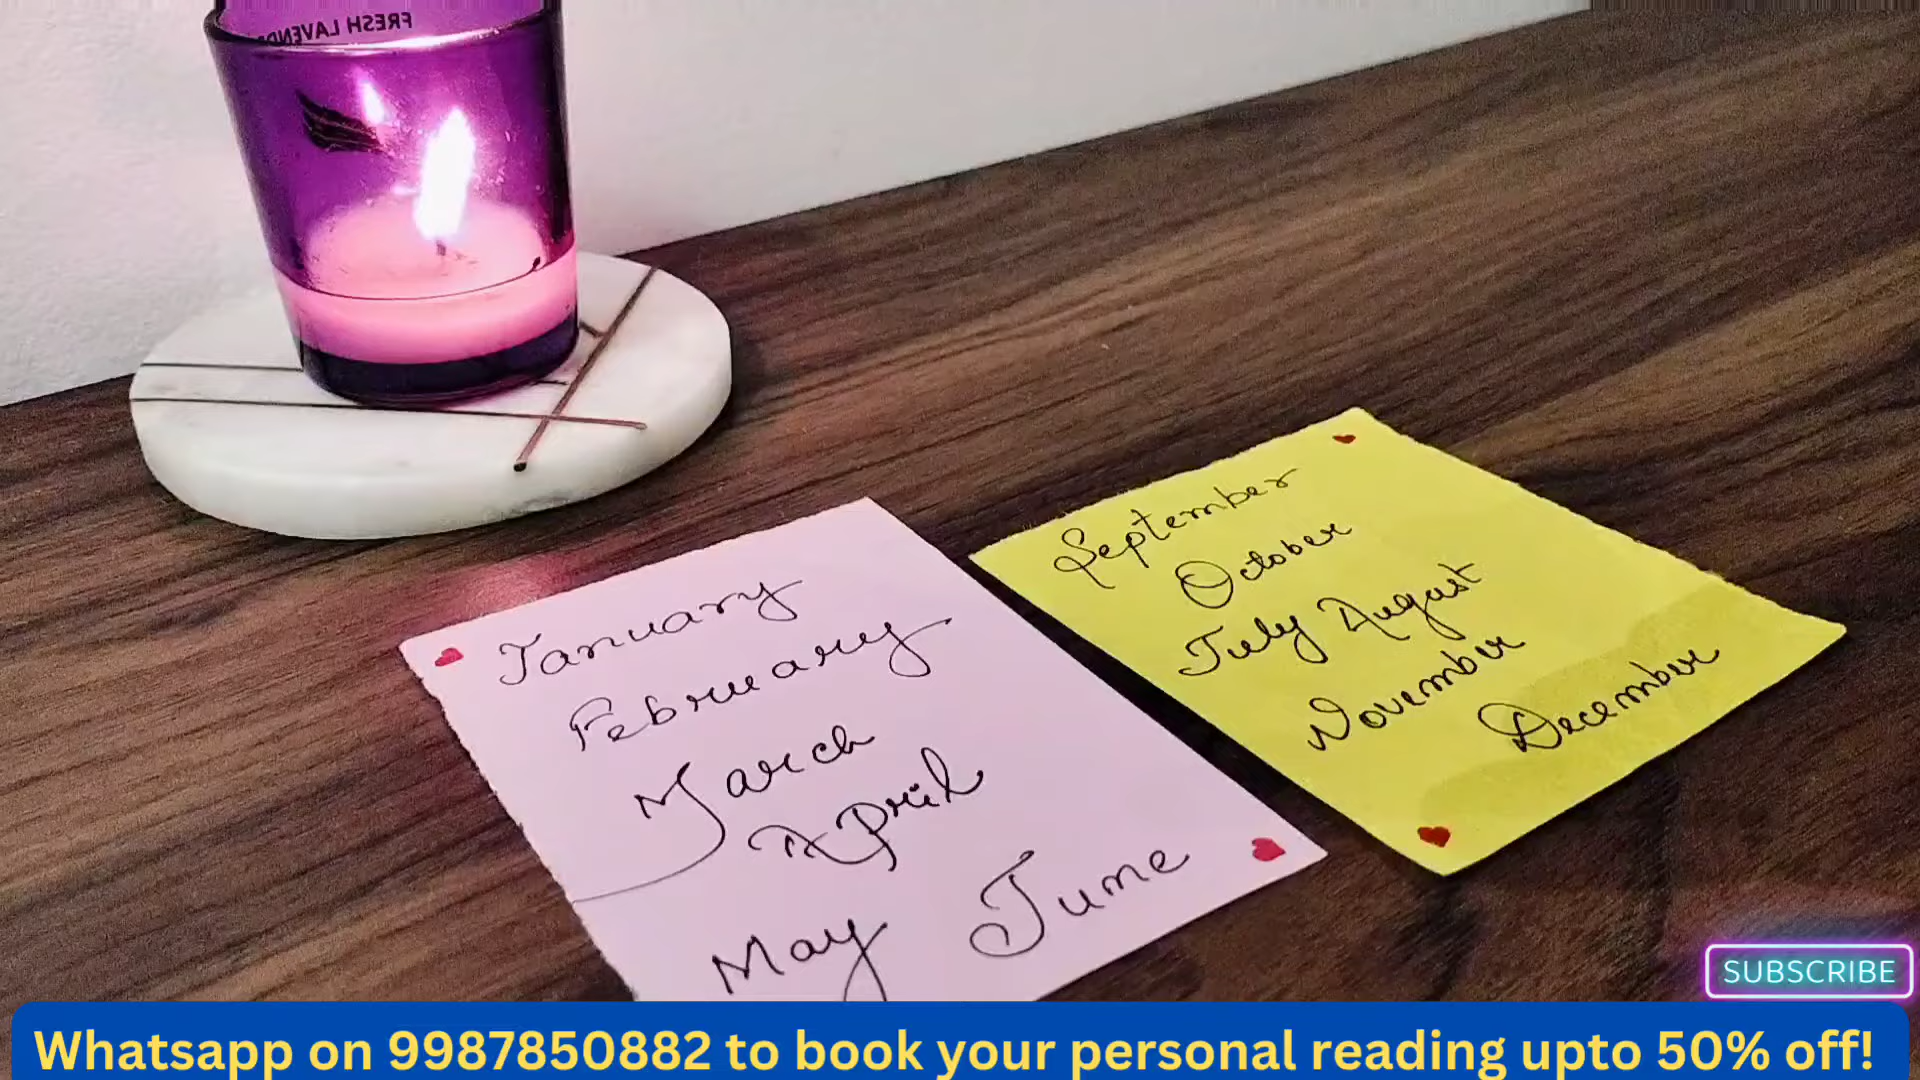 FRESH LAVEND
January
February
March
April
May June
September
October
July August
November
December
SUBSCRIBE
Whatsapp on 9987850882 to book your personal reading upto 50% off!